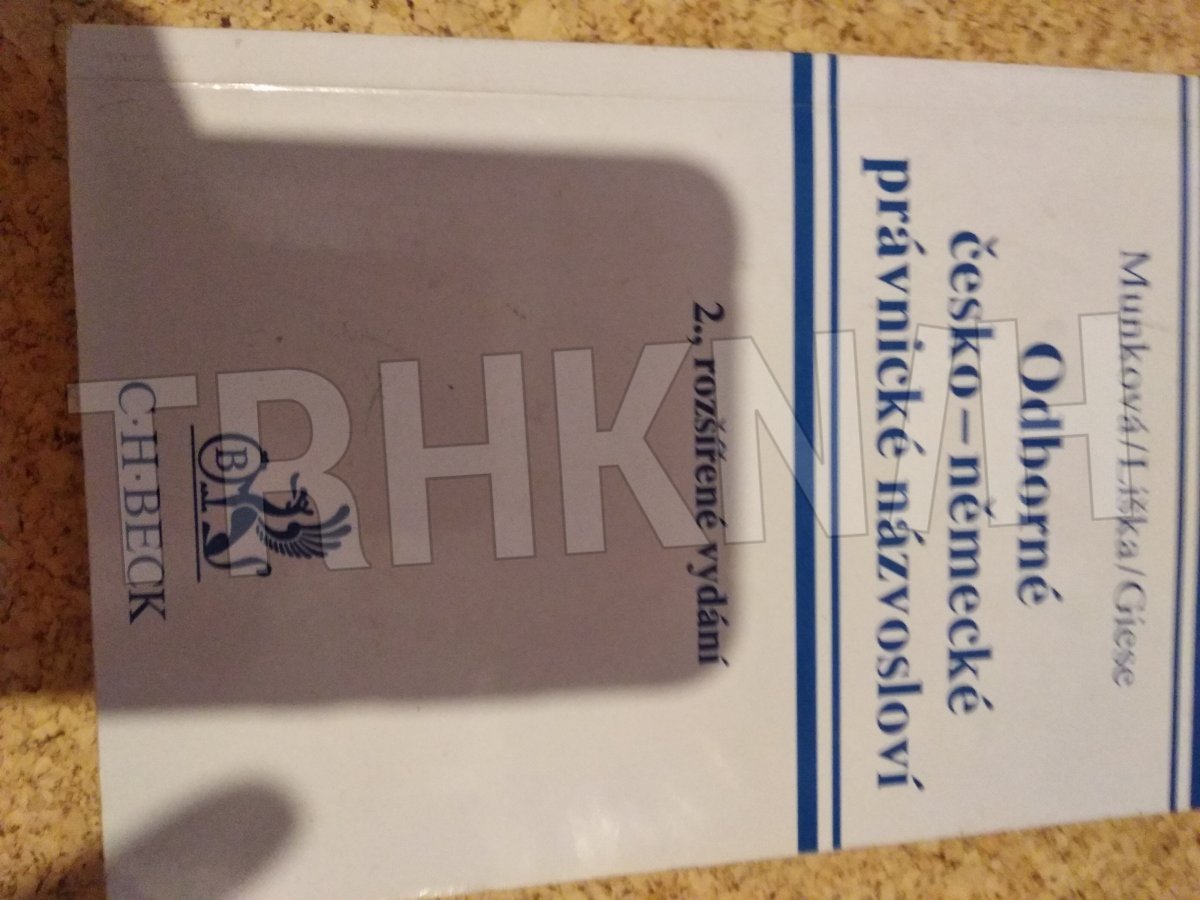 Munková/Liška/Giese
Odborné
česko–německé
právnické názvosloví
2., rozšířené vydání
B
C·H·BECK
TRHKNIH